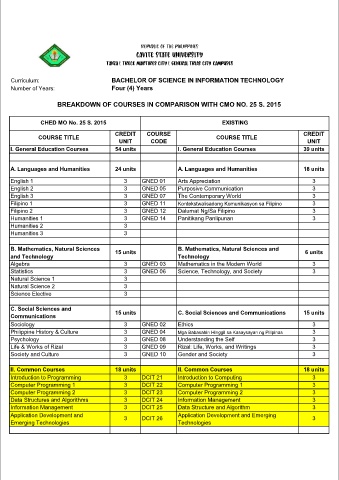 REPUBLIC OF THE PHILIPPINES
CAVITE STATE UNIVERSITY
TANZA | TRECE MARTIRES CITY | GENERAL TRIAS CITY CAMPUSES
Curriculum: BACHELOR OF SCIENCE IN INFORMATION TECHNOLOGY
Number of Years: Four (4) Years
BREAKDOWN OF COURSES IN COMPARISON WITH CMO NO. 25 S. 2015
CHED MO No. 25 S. 2015 EXISTING
COURSE TITLE CREDIT UNIT COURSE CODE COURSE TITLE CREDIT UNIT
I. General Education Courses 54 units I. General Education Courses 39 units
A. Languages and Humanities 24 units A. Languages and Humanities 18 units
English 1 3 GNED 01 Arts Appreciation 3
English 2 3 GNED 05 Purposive Communication 3
English 3 3 GNED 07 The Contemporary World 3
Filipino 1 3 GNED 11 Kontekstwalisadong Komunikasyon sa Filipino 3
Filipino 2 3 GNED 12 Dalumat Ng/Sa Filipino 3
Humanities 1 3 GNED 14 Panitikang Panlipunan 3
Humanities 2 3
Humanities 3 3
B. Mathematics, Natural Sciences and Technology 15 units B. Mathematics, Natural Sciences and Technology 6 units
Algebra 3 GNED 03 Mathematics in the Modern World 3
Statistics 3 GNED 06 Science, Technology, and Society 3
Natural Science 1 3
Natural Science 2 3
Science Elective 3
C. Social Sciences and Communications 15 units C. Social Sciences and Communications 15 units
Sociology 3 GNED 02 Ethics 3
Philippine History & Culture 3 GNED 04 Mga Babasahin Hinggil sa Kasaysayan ng Pilipinas 3
Psychology 3 GNED 08 Understanding the Self 3
Life & Works of Rizal 3 GNED 09 Rizal: Life, Works, and Writings 3
Society and Culture 3 GNED 10 Gender and Society 3
II. Common Courses 18 units II. Common Courses 18 units
Introduction to Programming 3 DCIT 21 Introduction to Computing 3
Computer Programming 1 3 DCIT 22 Computer Programming 1 3
Computer Programming 2 3 DCIT 23 Computer Programming 2 3
Data Structures and Algorithms 3 DCIT 24 Information Management 3
Information Management 3 DCIT 25 Data Structure and Algorithm 3
Application Development and Emerging Technologies 3 DCIT 26 Application Development and Emerging Technologies 3